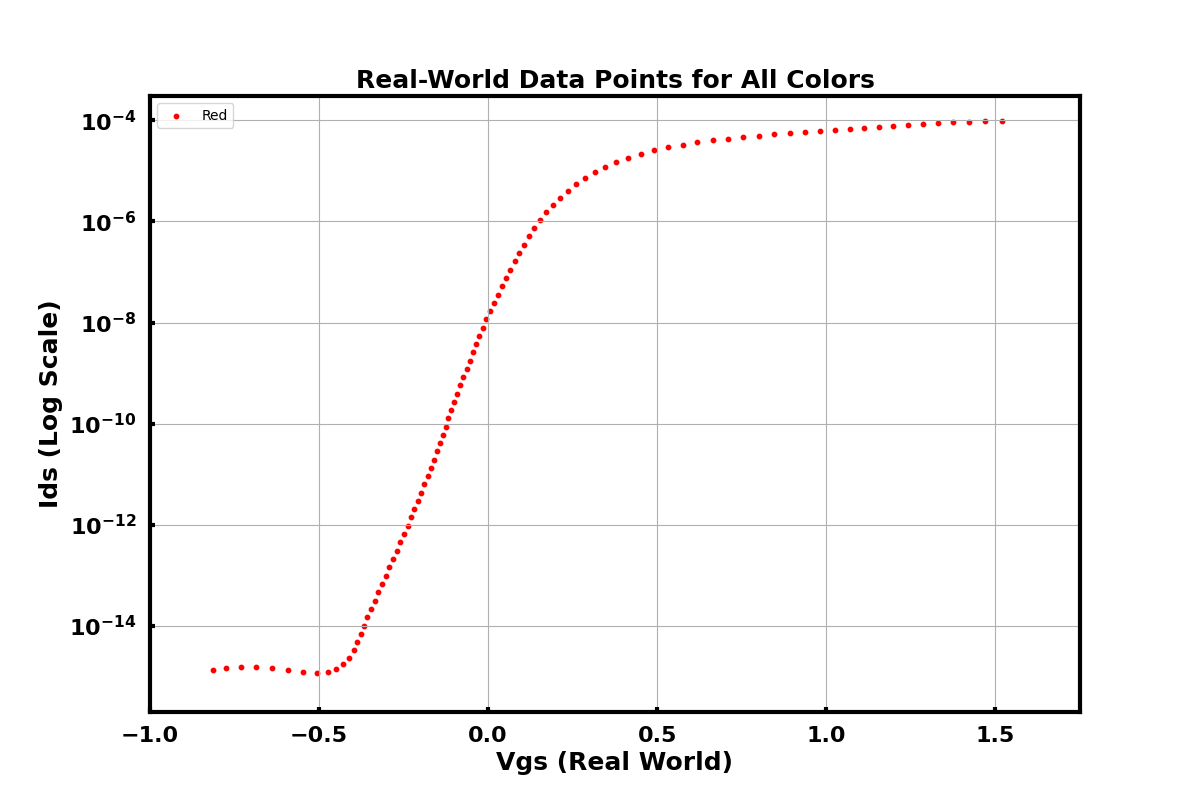 Real-World Data Points for All Colors
Red
10⁻⁴
10⁻⁶
10⁻⁸
10⁻¹⁰
10⁻¹²
10⁻¹⁴
Ids (Log Scale)
−1.0 −0.5 0.0 0.5 1.0 1.5
Vgs (Real World)